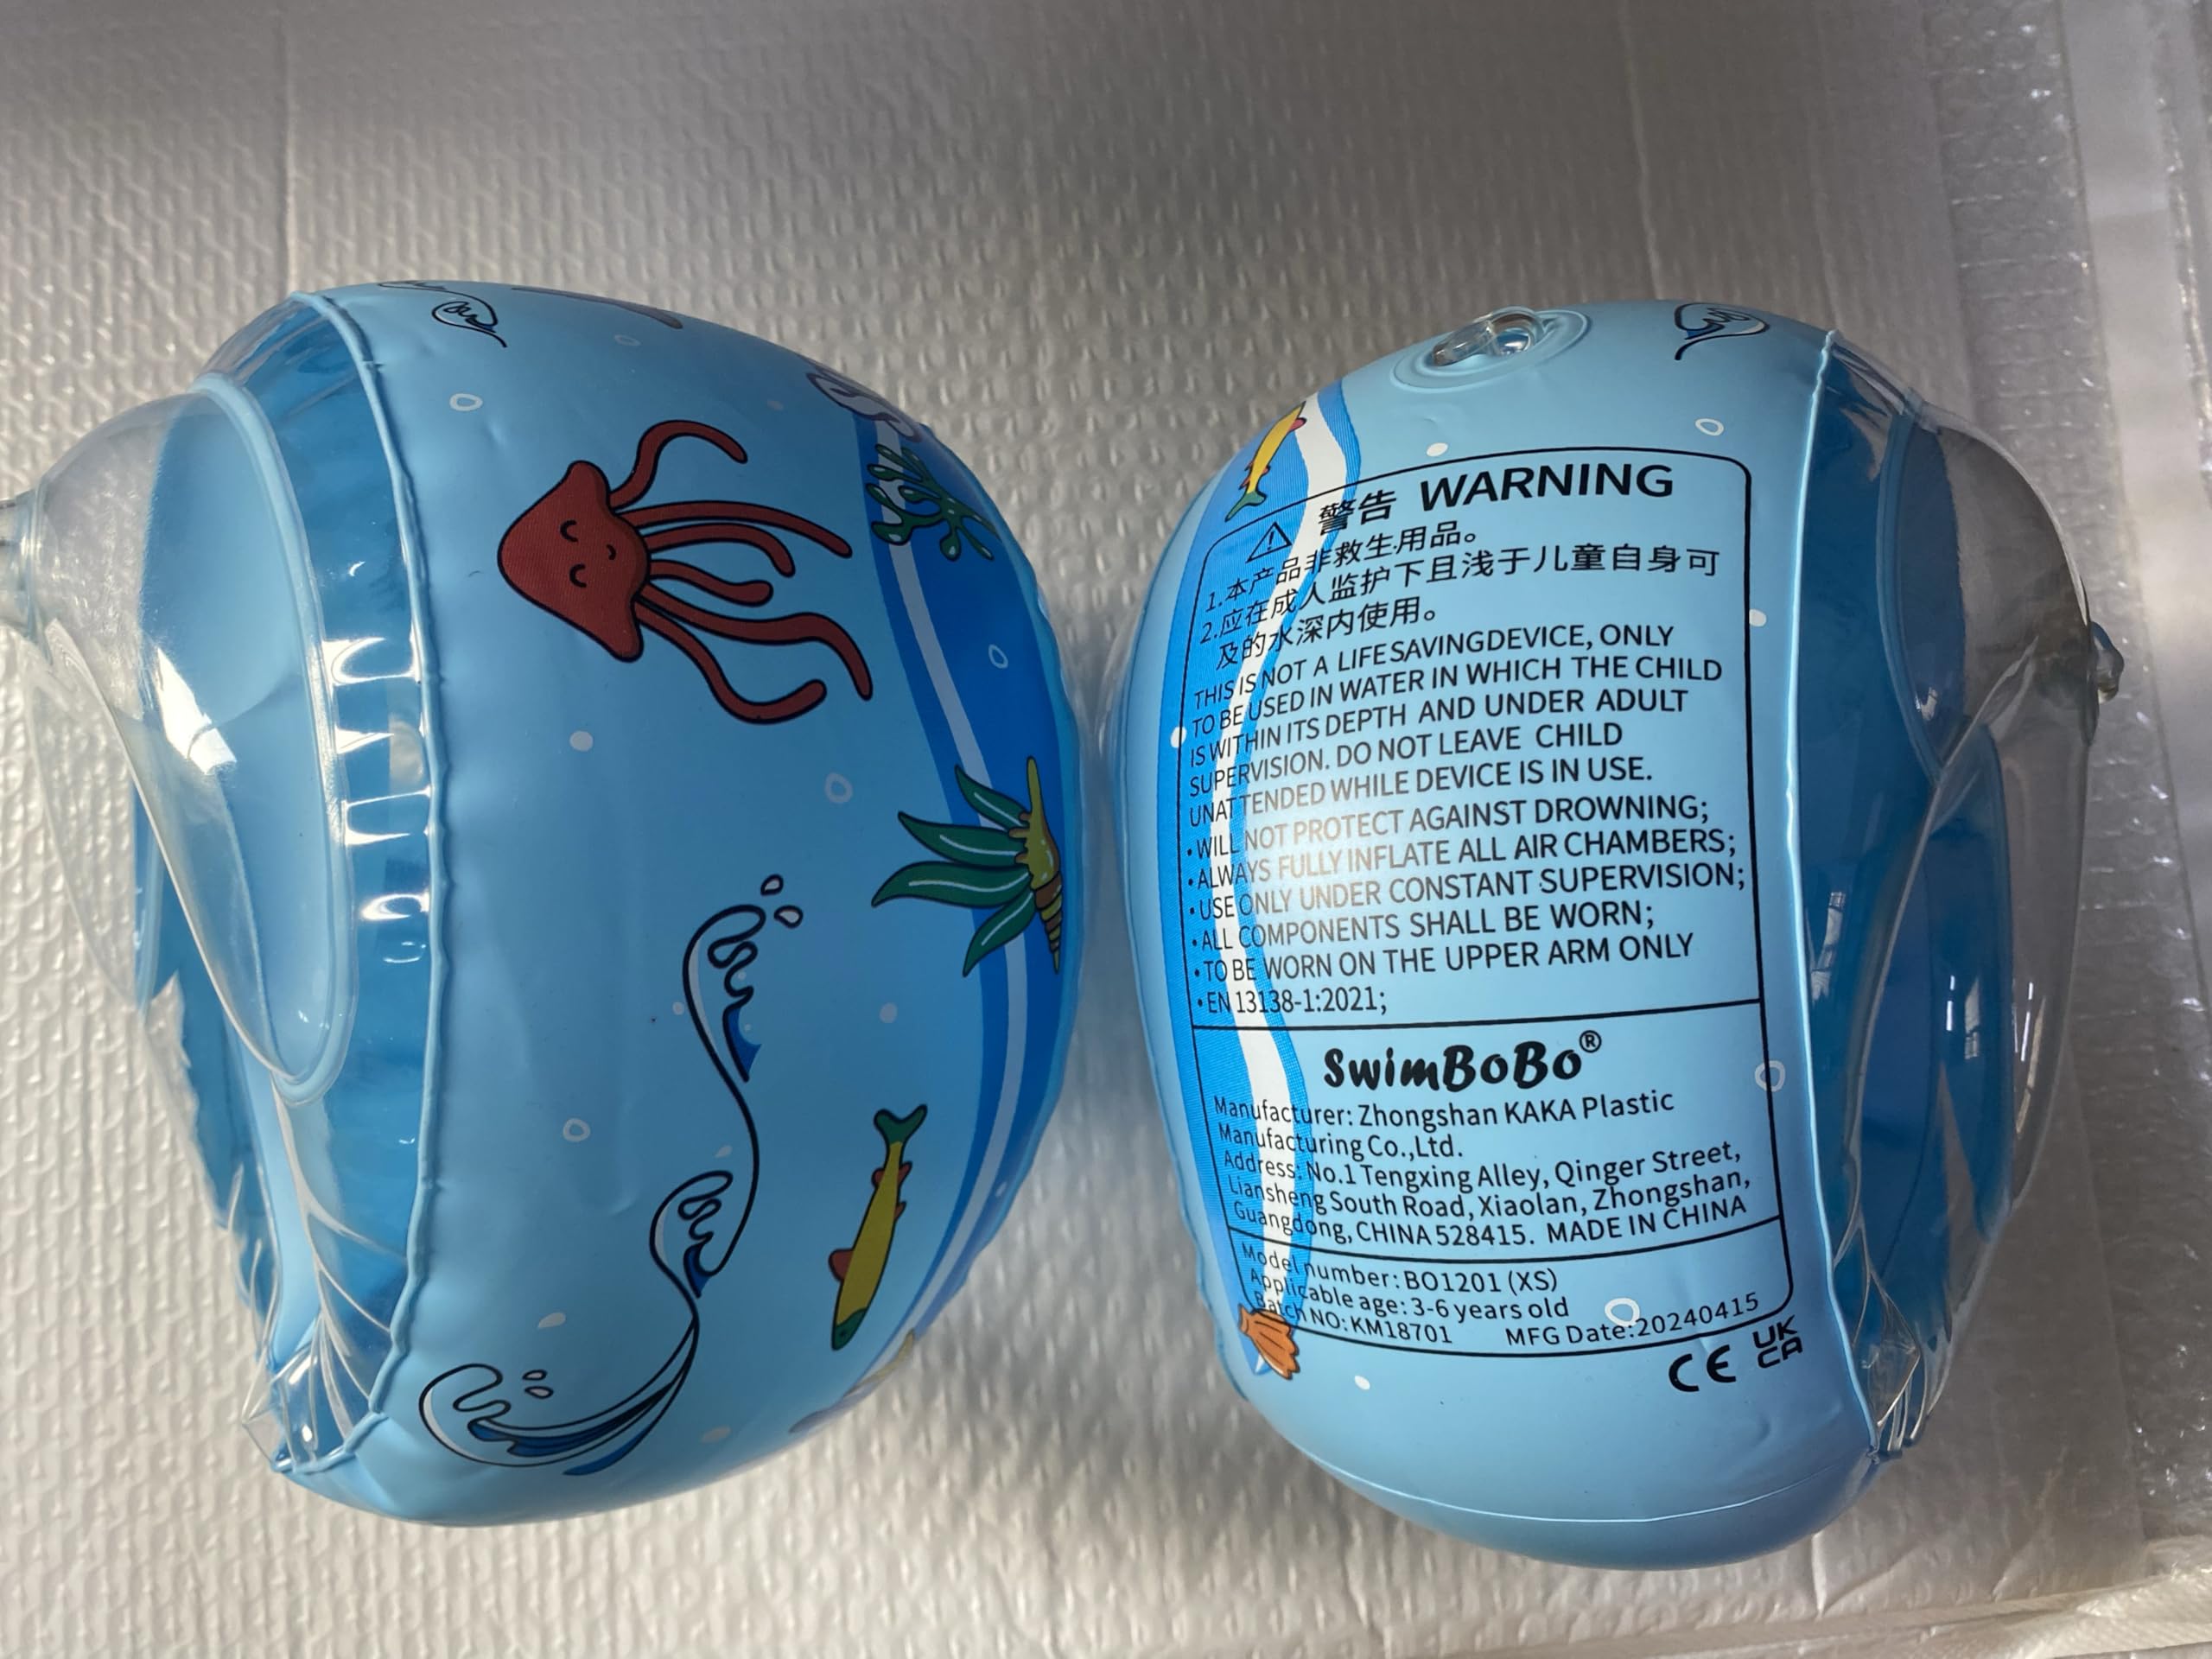 警告 WARNING
1.本产品非救生用品。
2.应在成人监护下且浅于儿童自身可
及的水深内使用。
THIS IS NOT A LIFESAVINGDEVICE, ONLY
TO BE USED IN WATER IN WHICH THE CHILD
IS WITHIN ITS DEPTH AND UNDER ADULT
SUPERVISION. DO NOT LEAVE CHILD
UNATTENDED WHILE DEVICE IS IN USE.
• WILL NOT PROTECT AGAINST DROWNING;
• ALWAYS FULLY INFLATE ALL AIR CHAMBERS;
• USE ONLY UNDER CONSTANT SUPERVISION;
• ALL COMPONENTS SHALL BE WORN;
• TO BE WORN ON THE UPPER ARM ONLY
• EN 13138-1:2021;
SwimBoBo®
Manufacturer: Zhongshan KAKA Plastic
Manufacturing Co.,Ltd.
Address: No.1 Tengxing Alley, Qinger Street,
Liansheng South Road, Xiaolan, Zhongshan,
Guangdong, CHINA 528415. MADE IN CHINA
Model number: BO1201 (XS)
Applicable age: 3-6 years old
Batch NO: KM18701 MFG Date:20240415
CE UK
CA